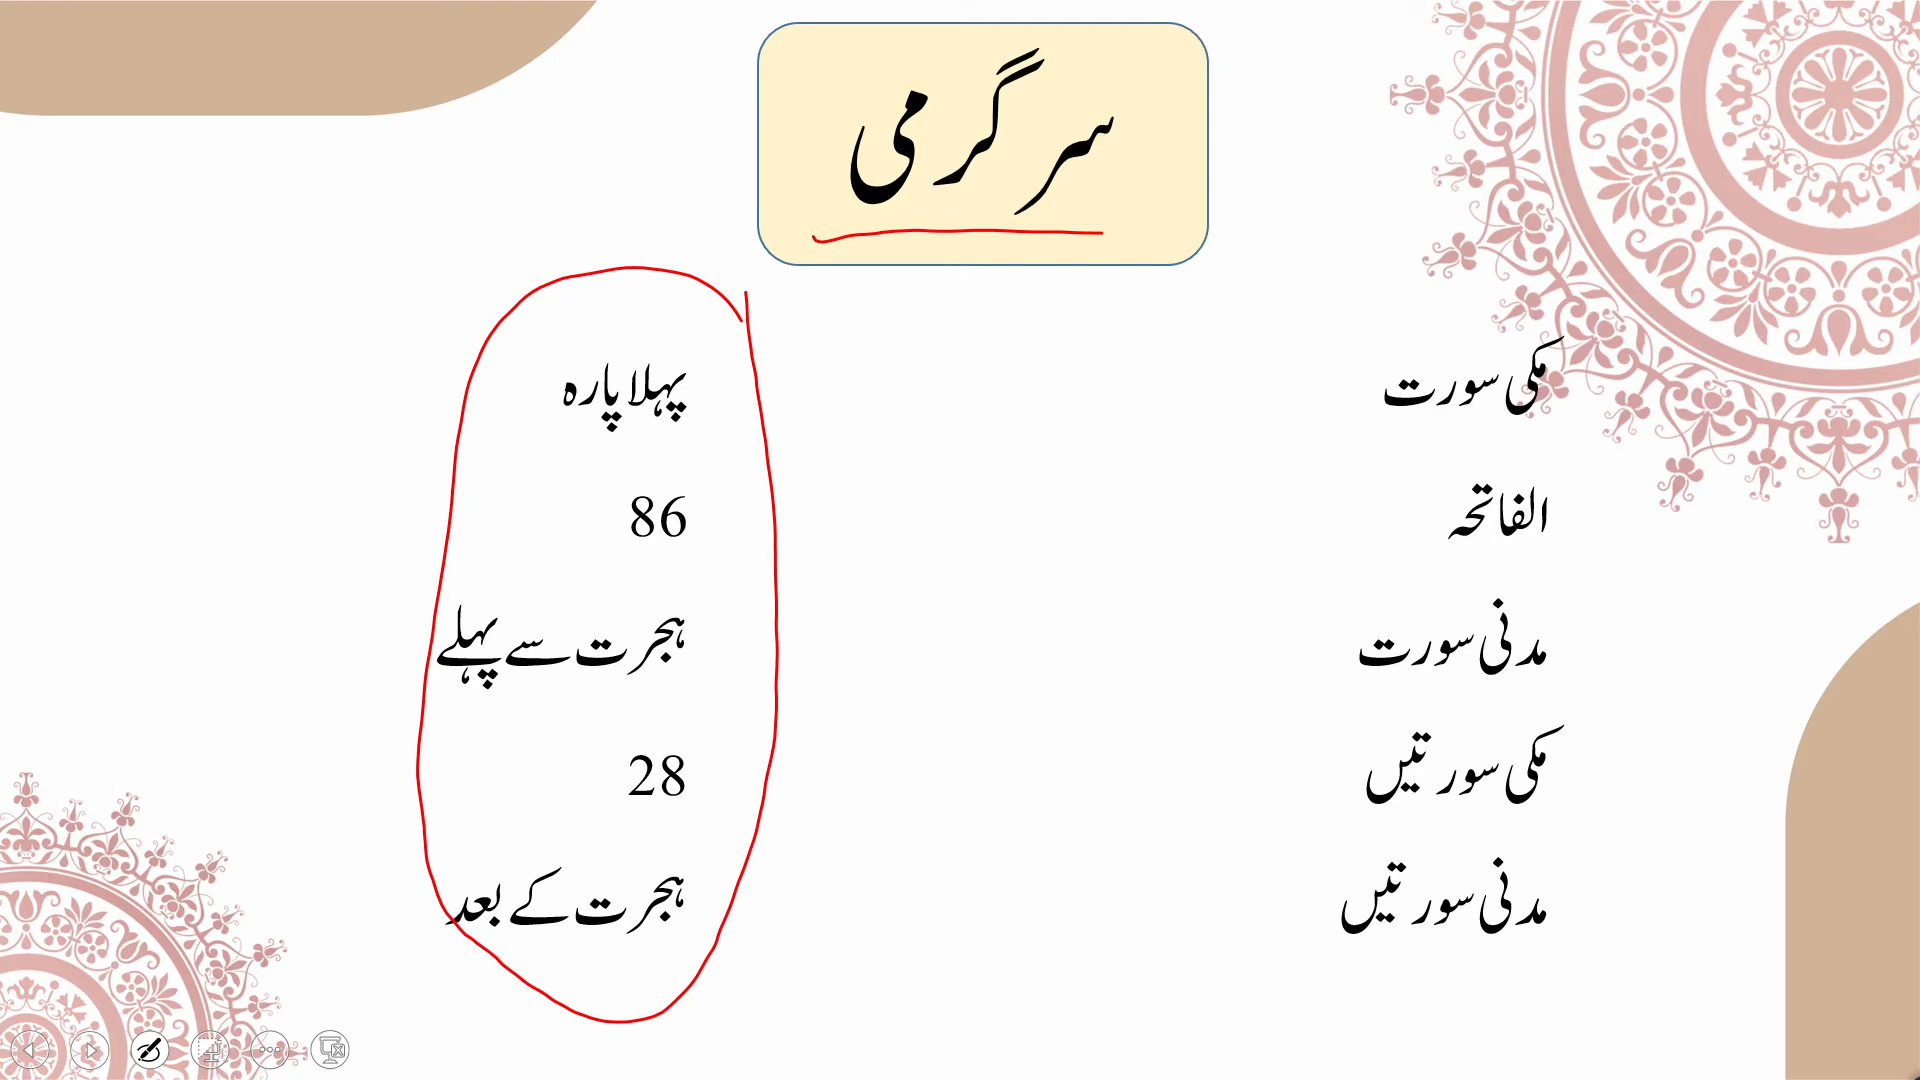 سرگرمی
مکی سورت
پہلا پارہ
الفاتحہ
86
مدنی سورت
ہجرت سے پہلے
مکی سورتیں
28
مدنی سورتیں
ہجرت کے بعد